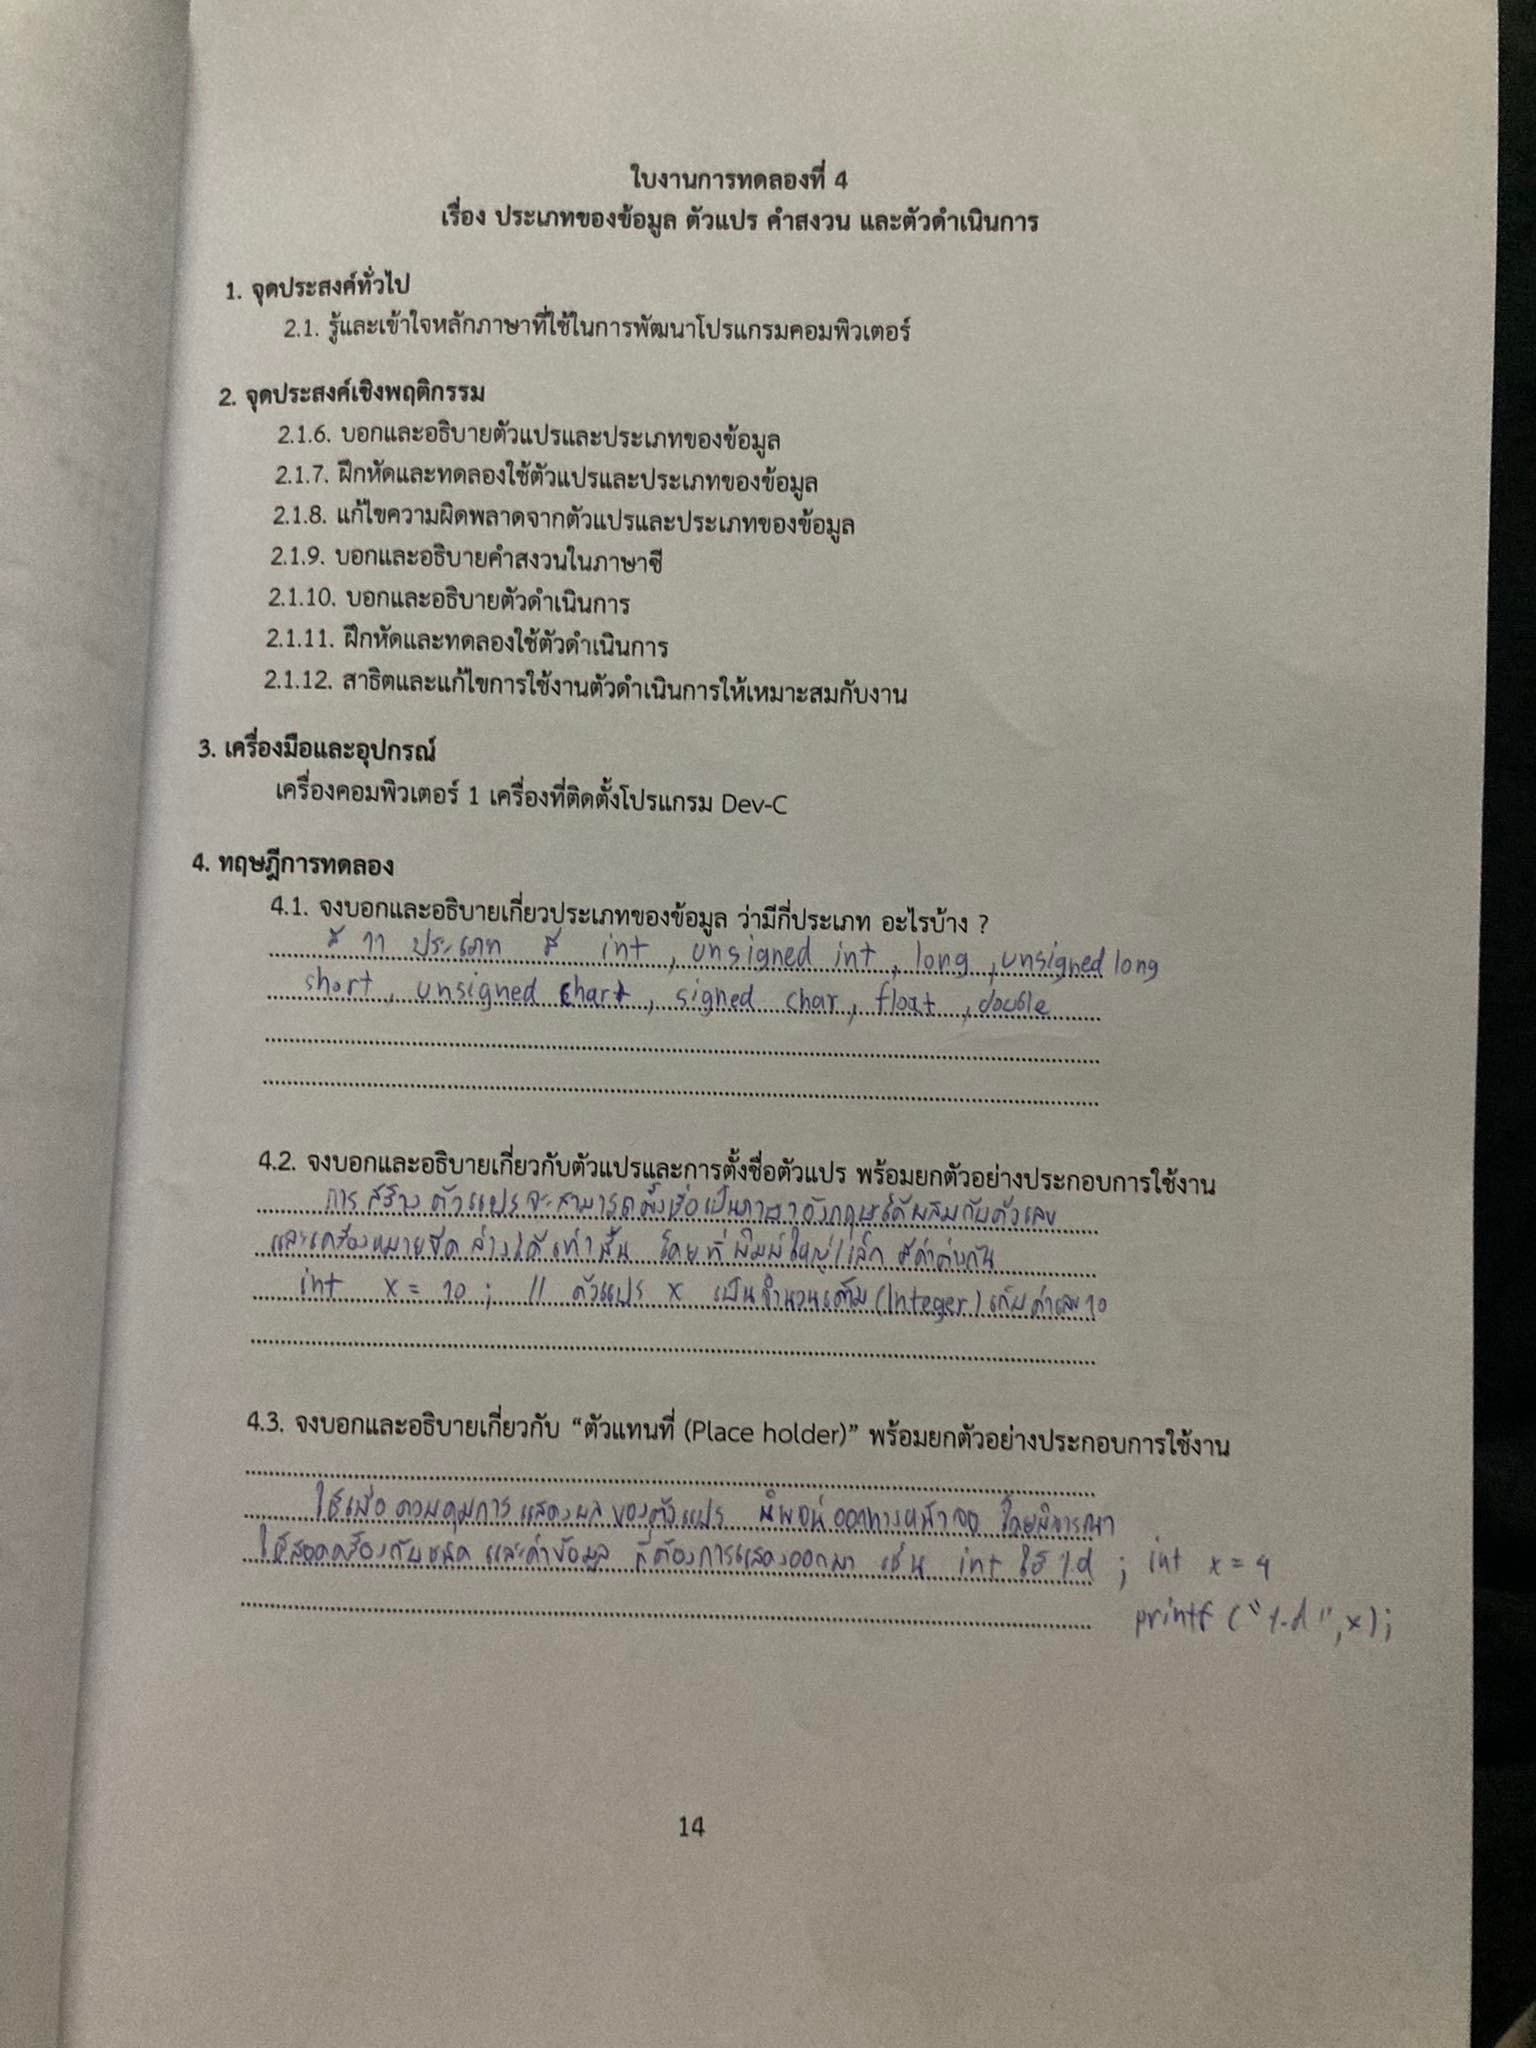 ใบงานการทดลองที่ 4
เรื่อง ประเภทของข้อมูล ตัวแปร คำสงวน และตัวดำเนินการ
1. จุดประสงค์ทั่วไป
2.1. รู้และเข้าใจหลักภาษาที่ใช้ในการพัฒนาโปรแกรมคอมพิวเตอร์
2. จุดประสงค์เชิงพฤติกรรม
2.1.6. บอกและอธิบายตัวแปรและประเภทของข้อมูล
2.1.7. ฝึกหัดและทดลองใช้ตัวแปรและประเภทของข้อมูล
2.1.8. แก้ไขความผิดพลาดจากตัวแปรและประเภทของข้อมูล
2.1.9. บอกและอธิบายคำสงวนในภาษาซี
2.1.10. บอกและอธิบายตัวดำเนินการ
2.1.11. ฝึกหัดและทดลองใช้ตัวดำเนินการ
2.1.12. สาธิตและแก้ไขการใช้งานตัวดำเนินการให้เหมาะสมกับงาน
3. เครื่องมือและอุปกรณ์
เครื่องคอมพิวเตอร์ 1 เครื่องที่ติดตั้งโปรแกรม Dev-C
4. ทฤษฎีการทดลอง
4.1. จงบอกและอธิบายเกี่ยวประเภทของข้อมูล ว่ามีกี่ประเภท อะไรบ้าง ?
มี 11 ประเภท มี int , unsigned int , long , unsigned long
short , unsigned chart , signed char , float , double
4.2. จงบอกและอธิบายเกี่ยวกับตัวแปรและการตั้งชื่อตัวแปร พร้อมยกตัวอย่างประกอบการใช้งาน
การสร้างตัวแปรจะสามารถตั้งชื่อเป็นภาษาอังกฤษได้ผสมกับตัวเลข
และเครื่องหมายขีดล่างได้เท่านั้น โดยที่พิมพ์ใหญ่/เล็ก มีค่าต่างกัน
int x = 10 ; // ตัวแปร x เป็นจำนวนเต็ม (Integer) เก็บค่าเลข 10
4.3. จงบอกและอธิบายเกี่ยวกับ “ตัวแทนที่ (Place holder)” พร้อมยกตัวอย่างประกอบการใช้งาน
ใช้เพื่อควบคุมการแสดงผลของตัวแปร ออกทางหน้าจอ โดยพิจารณา
ให้สอดคล้องกับชนิด และค่าข้อมูล ที่ต้องการแสดงออกมา เช่น int ใช้ %d ; int x = 4
printf ("%d", x);
14